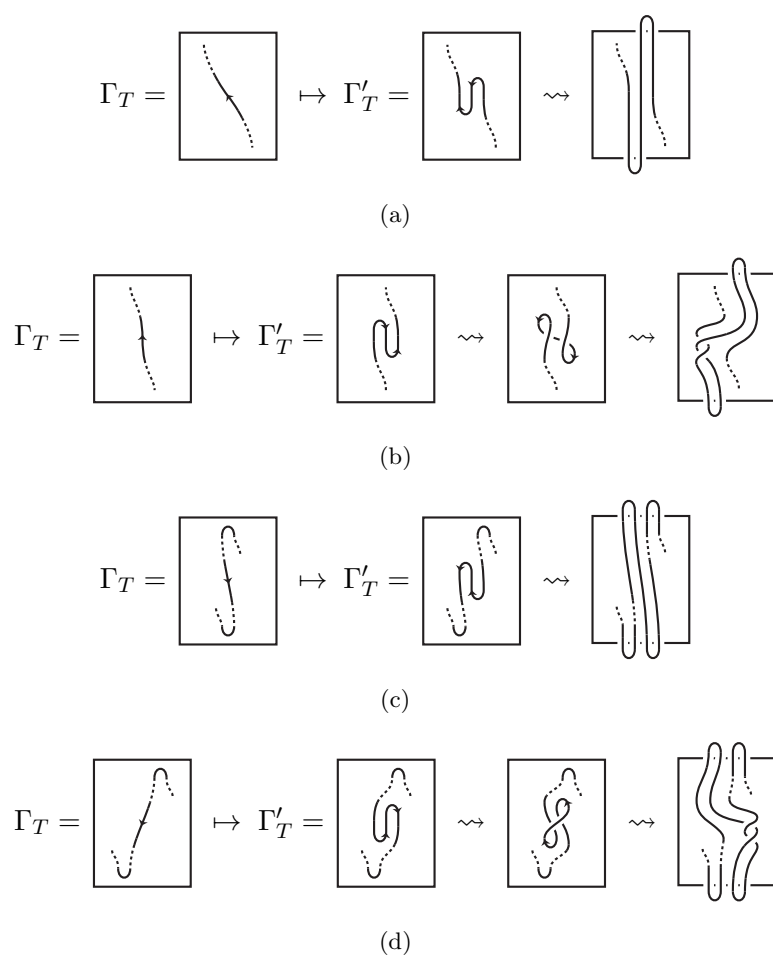 Γ_T = ↦ Γ′_T = ⇝
(a)
Γ_T = ↦ Γ′_T = ⇝ ⇝
(b)
Γ_T = ↦ Γ′_T = ⇝
(c)
Γ_T = ↦ Γ′_T = ⇝ ⇝
(d)